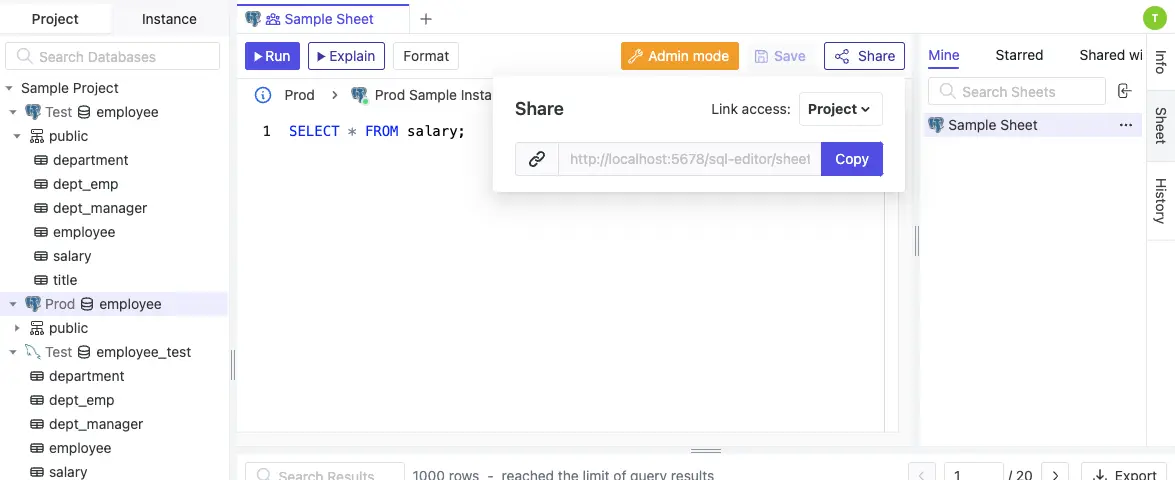 Project Instance
Search Databases
Sample Project
Test employee
public
department
dept_emp
dept_manager
employee
salary
title
Prod employee
public
Test employee_test
department
dept_emp
dept_manager
employee
salary
Sample Sheet
T
Run Explain Format Admin mode Save Share
Prod > Prod Sample Insta
1 SELECT * FROM salary;
Share Link access: Project
http://localhost:5678/sql-editor/sheet
Copy
Search Results 1000 rows - reached the limit of query results 1 / 20 Export
Mine Starred Shared wi
Search Sheets
Sample Sheet
Info
Sheet
History